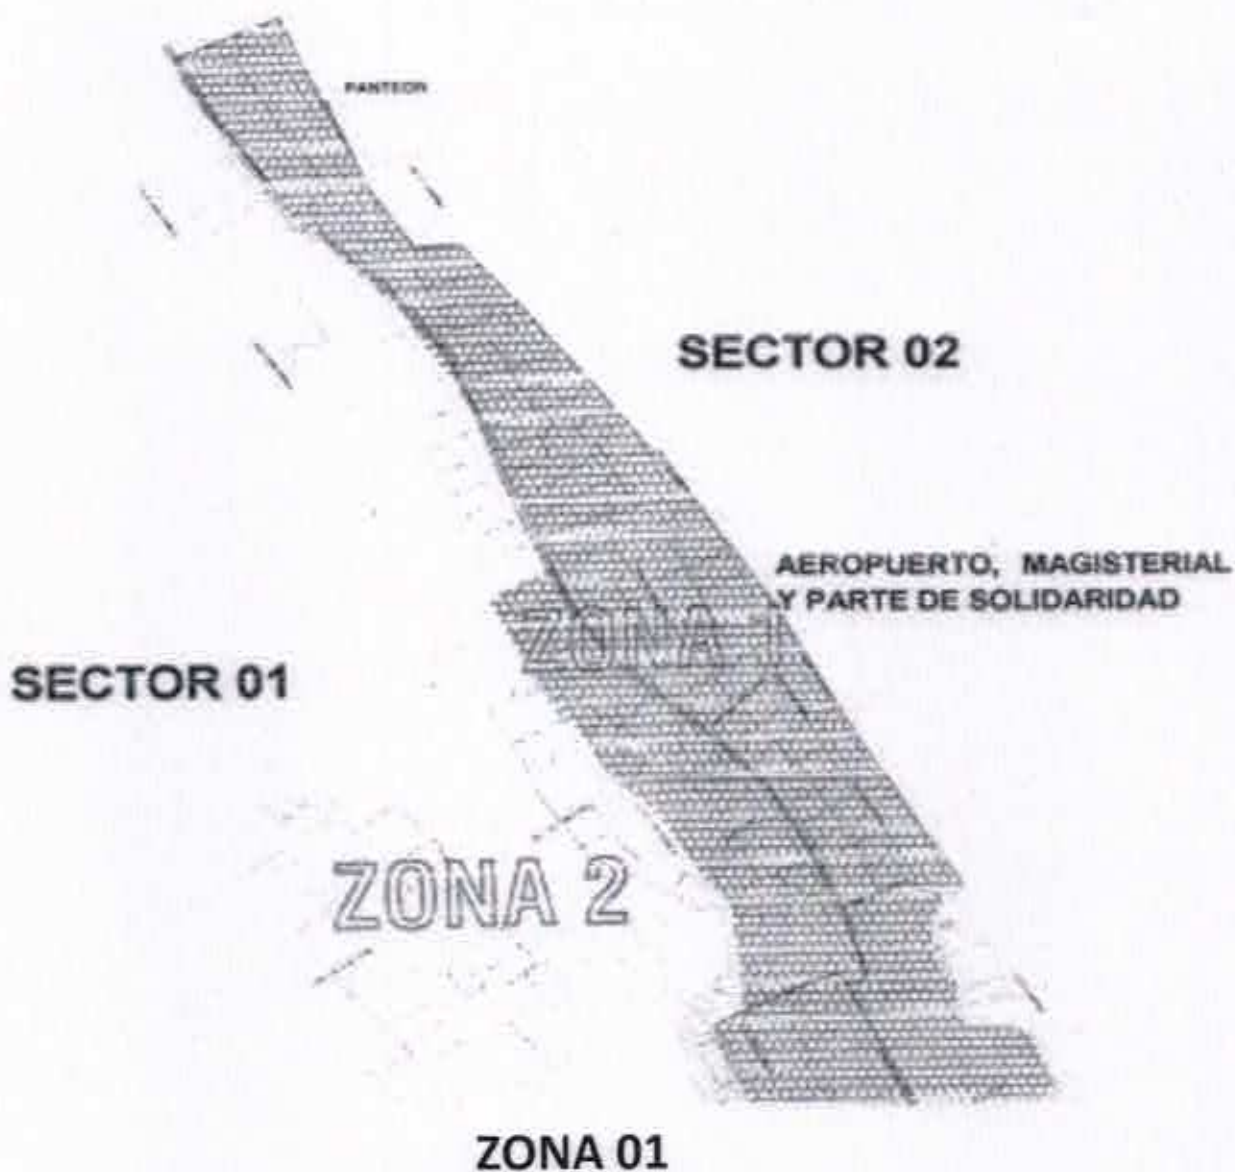 PANTEON
SECTOR 02
AEROPUERTO, MAGISTERIAL
Y PARTE DE SOLIDARIDAD
ZONA 1
SECTOR 01
ZONA 2
ZONA 01